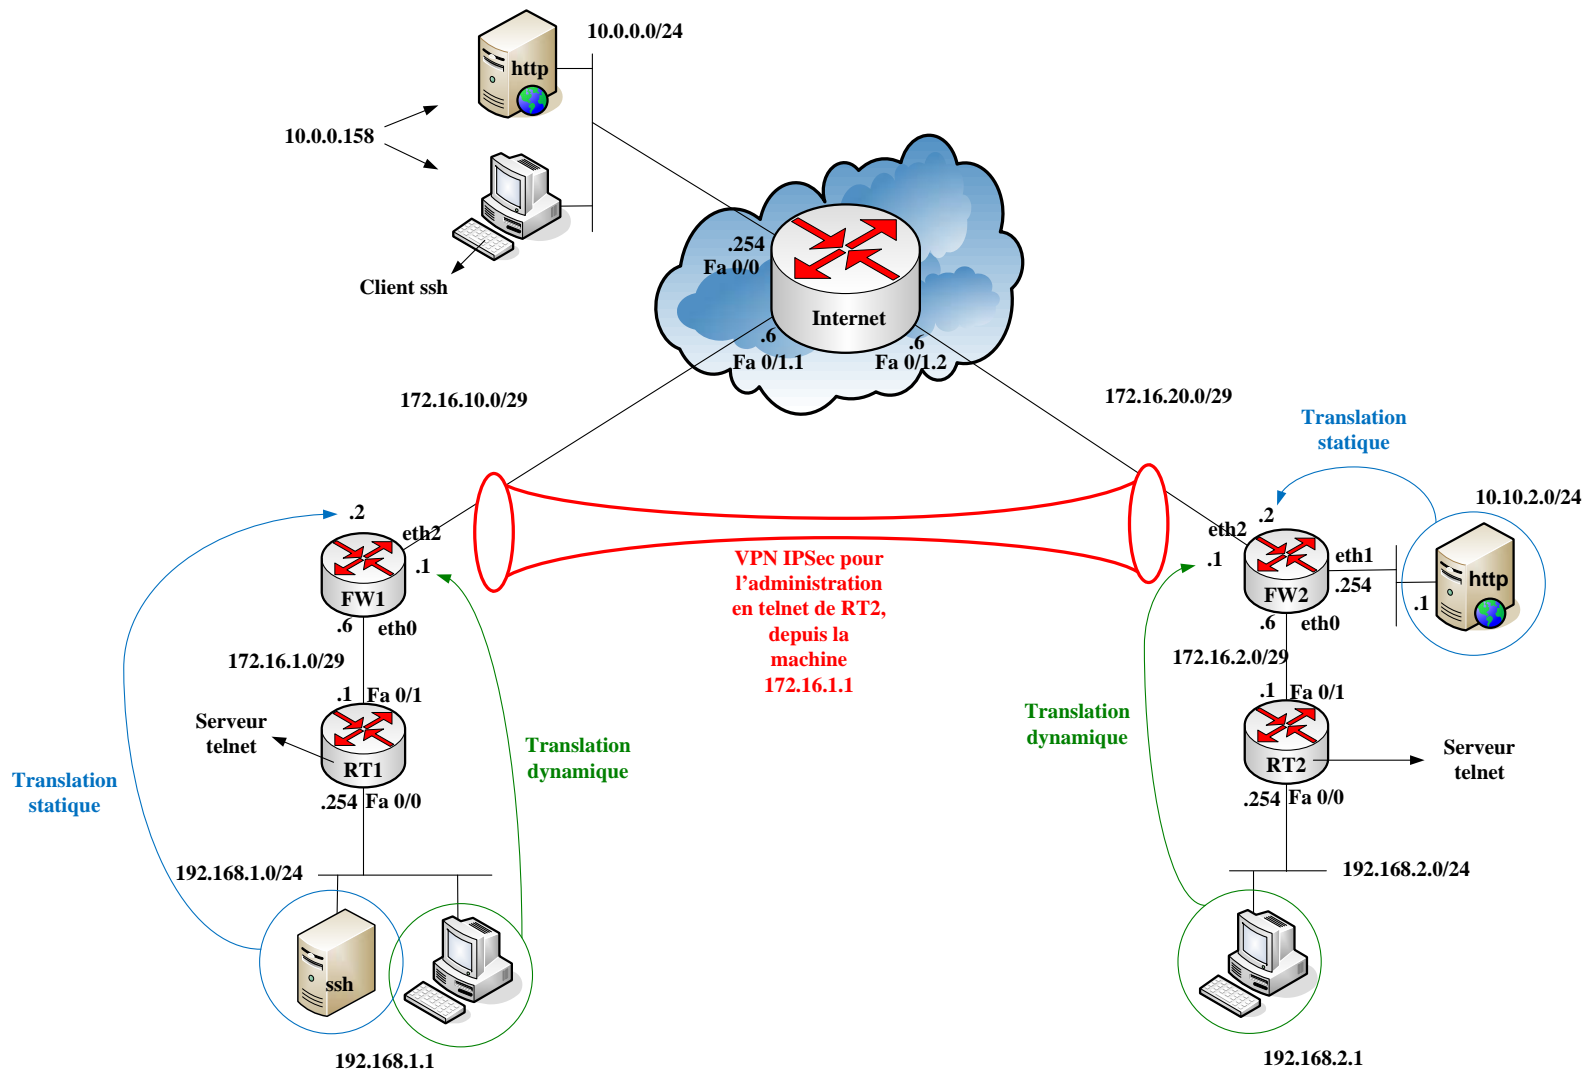 10.0.0.0/24
http
10.0.0.158
Client ssh
.254
Fa 0/0
Internet
.6
Fa 0/1.1
.6
Fa 0/1.2
172.16.10.0/29
172.16.20.0/29
Translation
statique
10.10.2.0/24
.2
eth2
.1
FW1
.6
eth0
VPN IPSec pour
l’administration
en telnet de RT2,
depuis la
machine
172.16.1.1
eth2
.2
.1
eth1
.254
FW2
.6
eth0
http
.1
172.16.1.0/29
172.16.2.0/29
.1
Fa 0/1
Serveur
telnet
RT1
.254
Fa 0/0
Translation
statique
Translation
dynamique
Translation
dynamique
.1
Fa 0/1
RT2
.254
Fa 0/0
Serveur
telnet
192.168.1.0/24
192.168.2.0/24
ssh
192.168.1.1
192.168.2.1